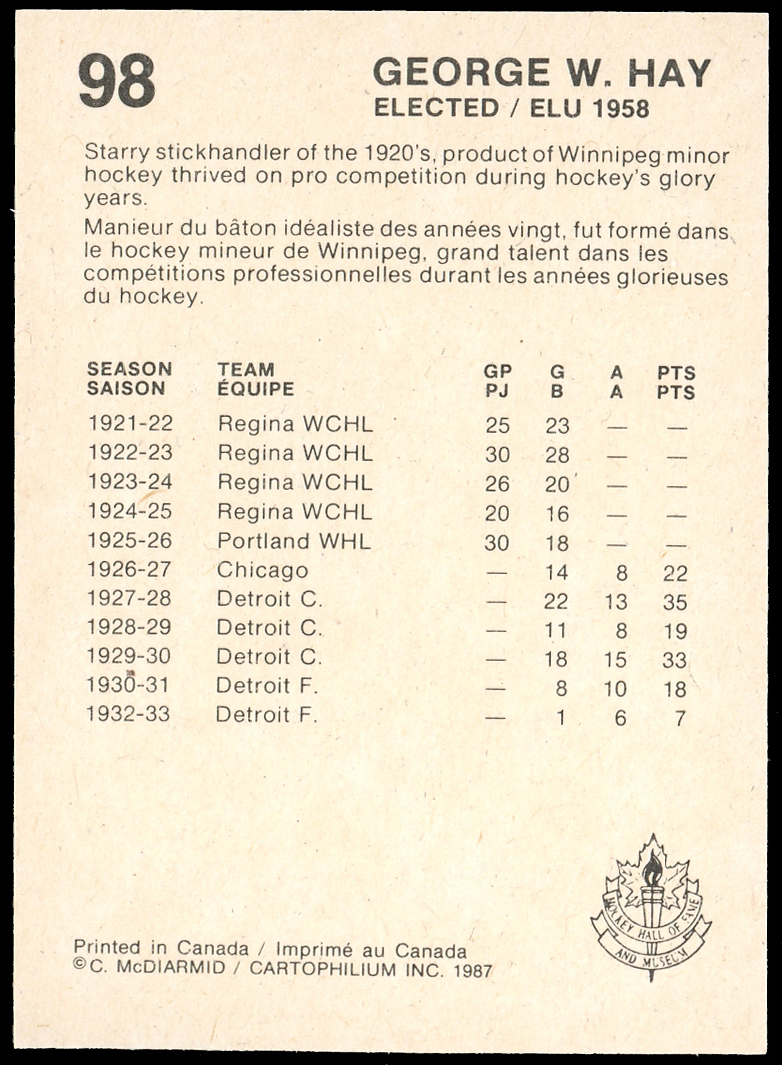 98
GEORGE W. HAY
ELECTED / ELU 1958
Starry stickhandler of the 1920's, product of Winnipeg minor
hockey thrived on pro competition during hockey's glory
years.
Manieur du bâton idéaliste des années vingt, fut formé dans
le hockey mineur de Winnipeg, grand talent dans les
compétitions professionnelles durant les années glorieuses
du hockey.
SEASON TEAM GP G A PTS
SAISON ÉQUIPE PJ B A PTS
1921-22 Regina WCHL 25 23 — —
1922-23 Regina WCHL 30 28 — —
1923-24 Regina WCHL 26 20 — —
1924-25 Regina WCHL 20 16 — —
1925-26 Portland WHL 30 18 — —
1926-27 Chicago — 14 8 22
1927-28 Detroit C. — 22 13 35
1928-29 Detroit C. — 11 8 19
1929-30 Detroit C. — 18 15 33
1930-31 Detroit F. — 8 10 18
1932-33 Detroit F. — 1 6 7
HOCKEY HALL OF FAME
AND MUSEUM
Printed in Canada / Imprimé au Canada
©C. McDIARMID / CARTOPHILIUM INC. 1987